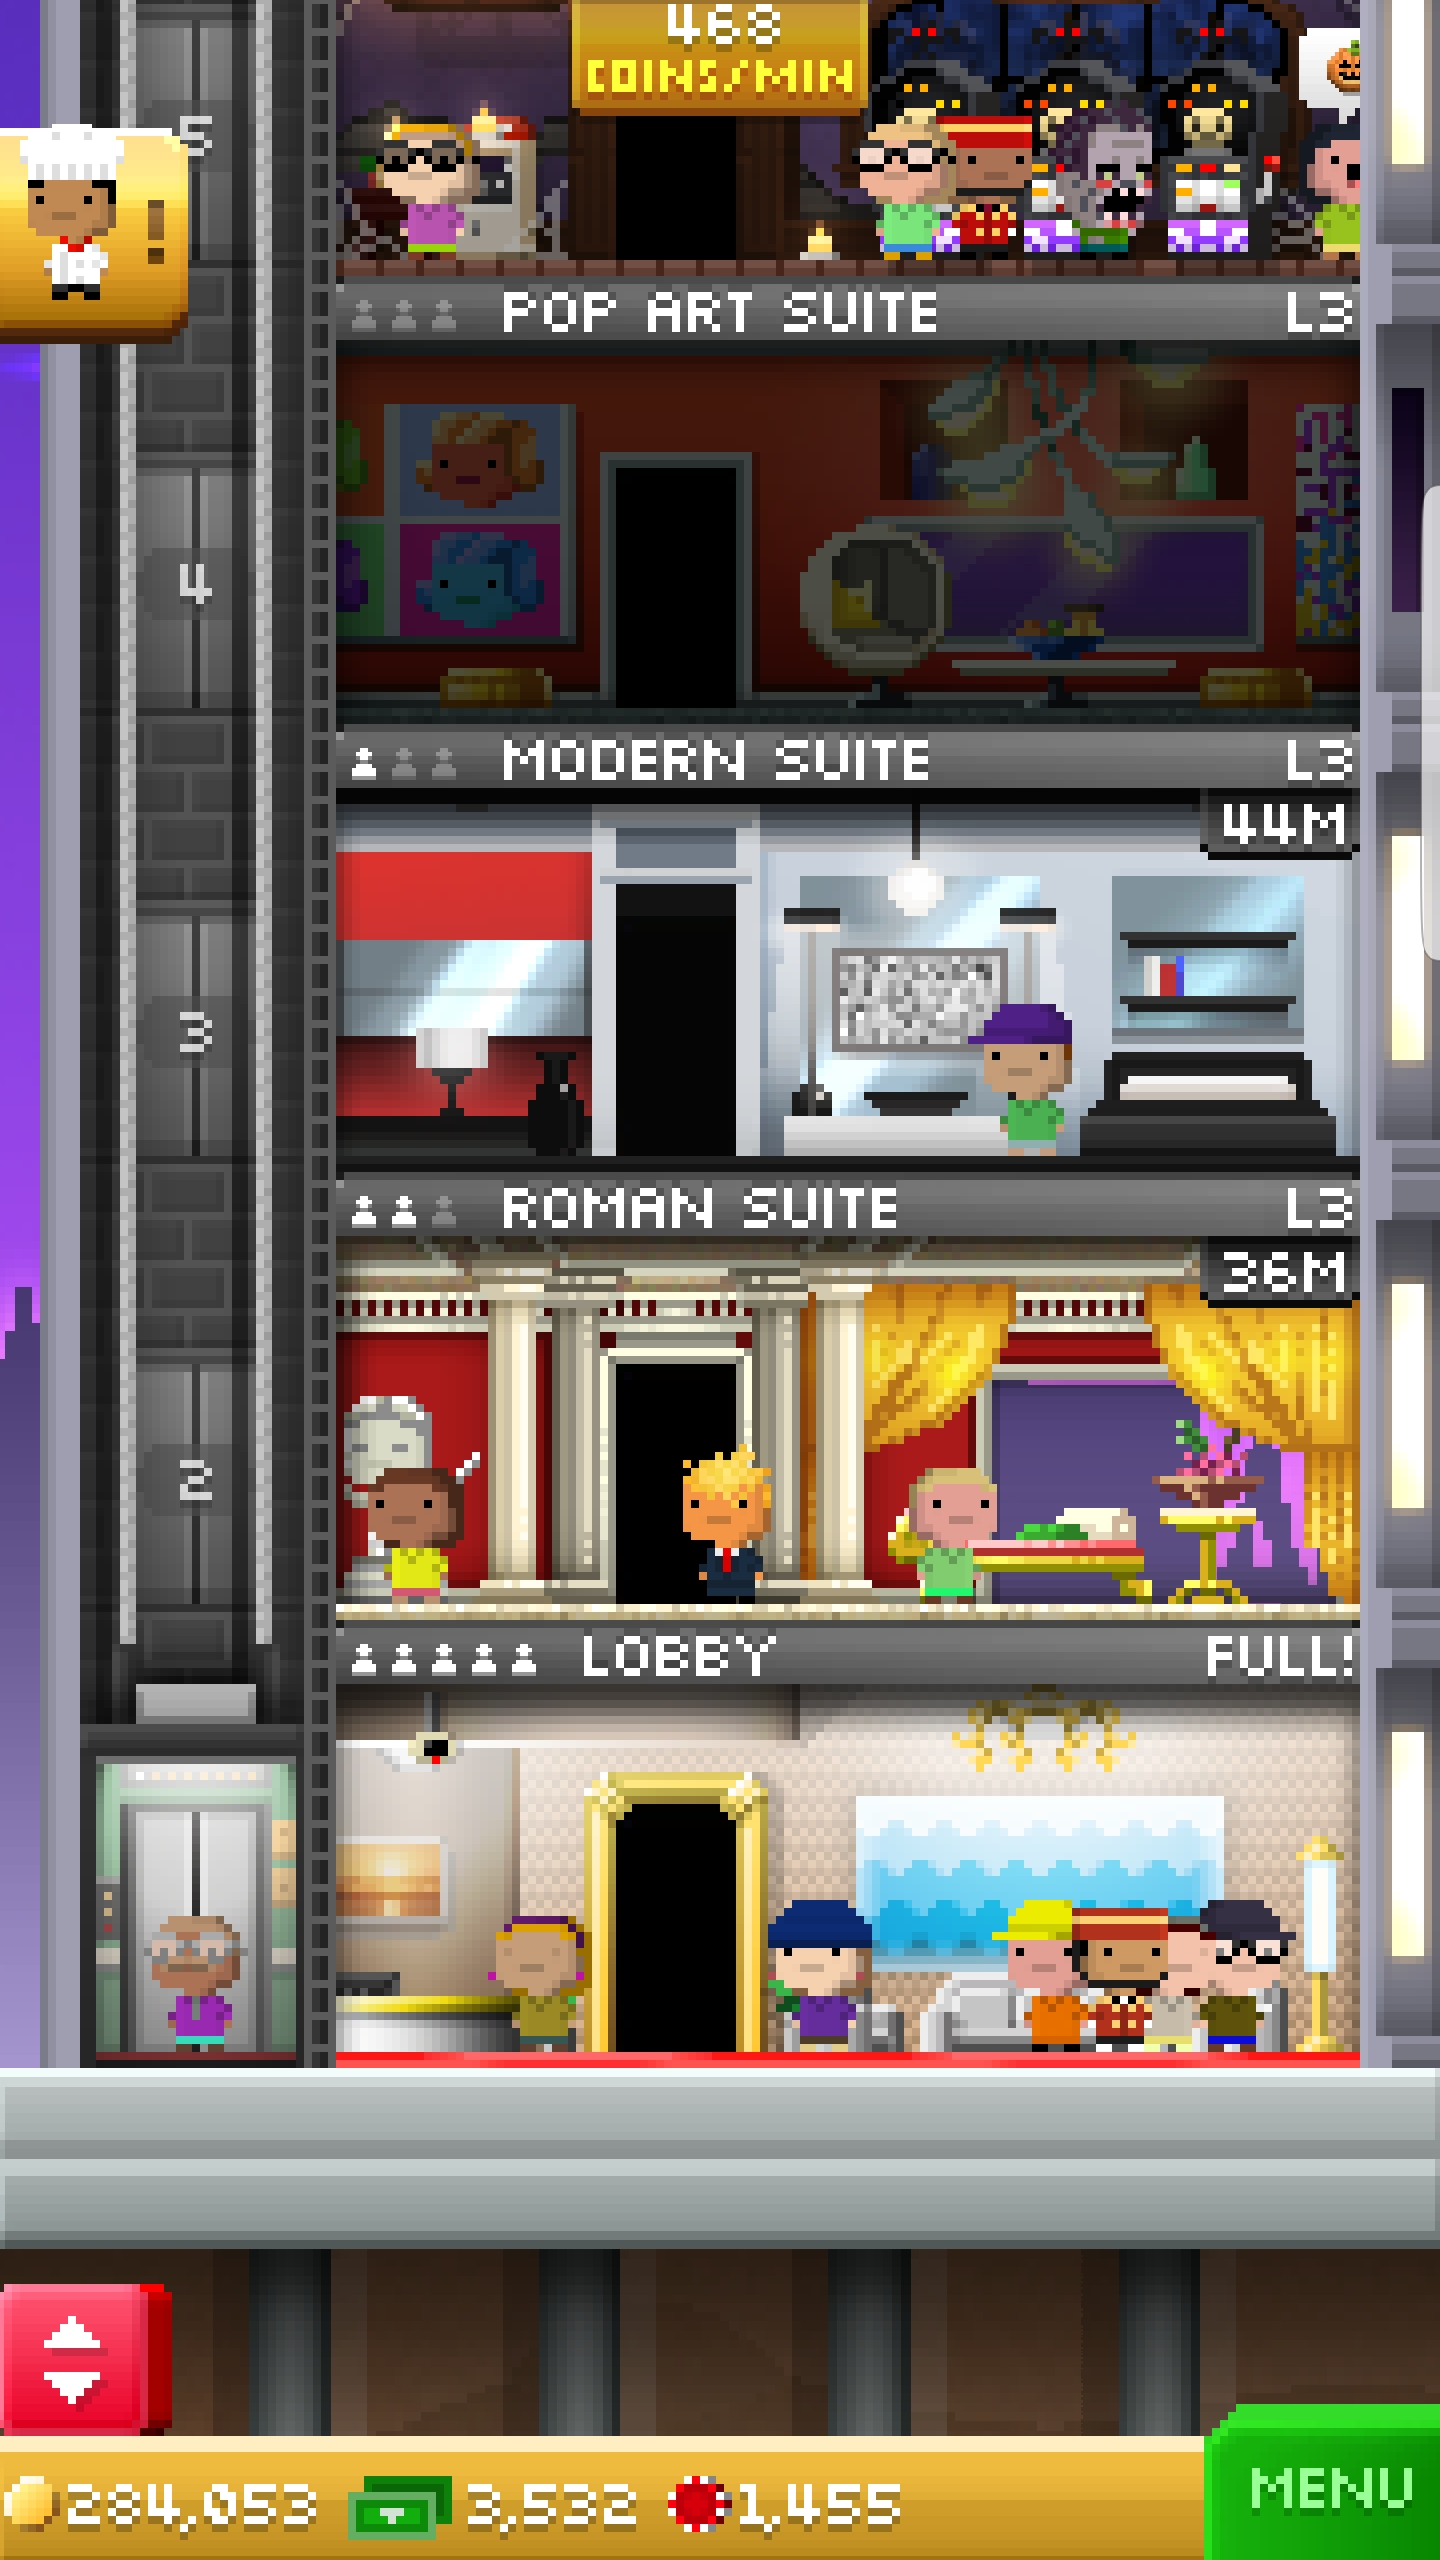 468
COINS/MIN
5
!
POP ART SUITE L3
4
MODERN SUITE L3
44M
3
ROMAN SUITE L3
36M
2
LOBBY FULL!
MENU
284,053 3,532 1,455